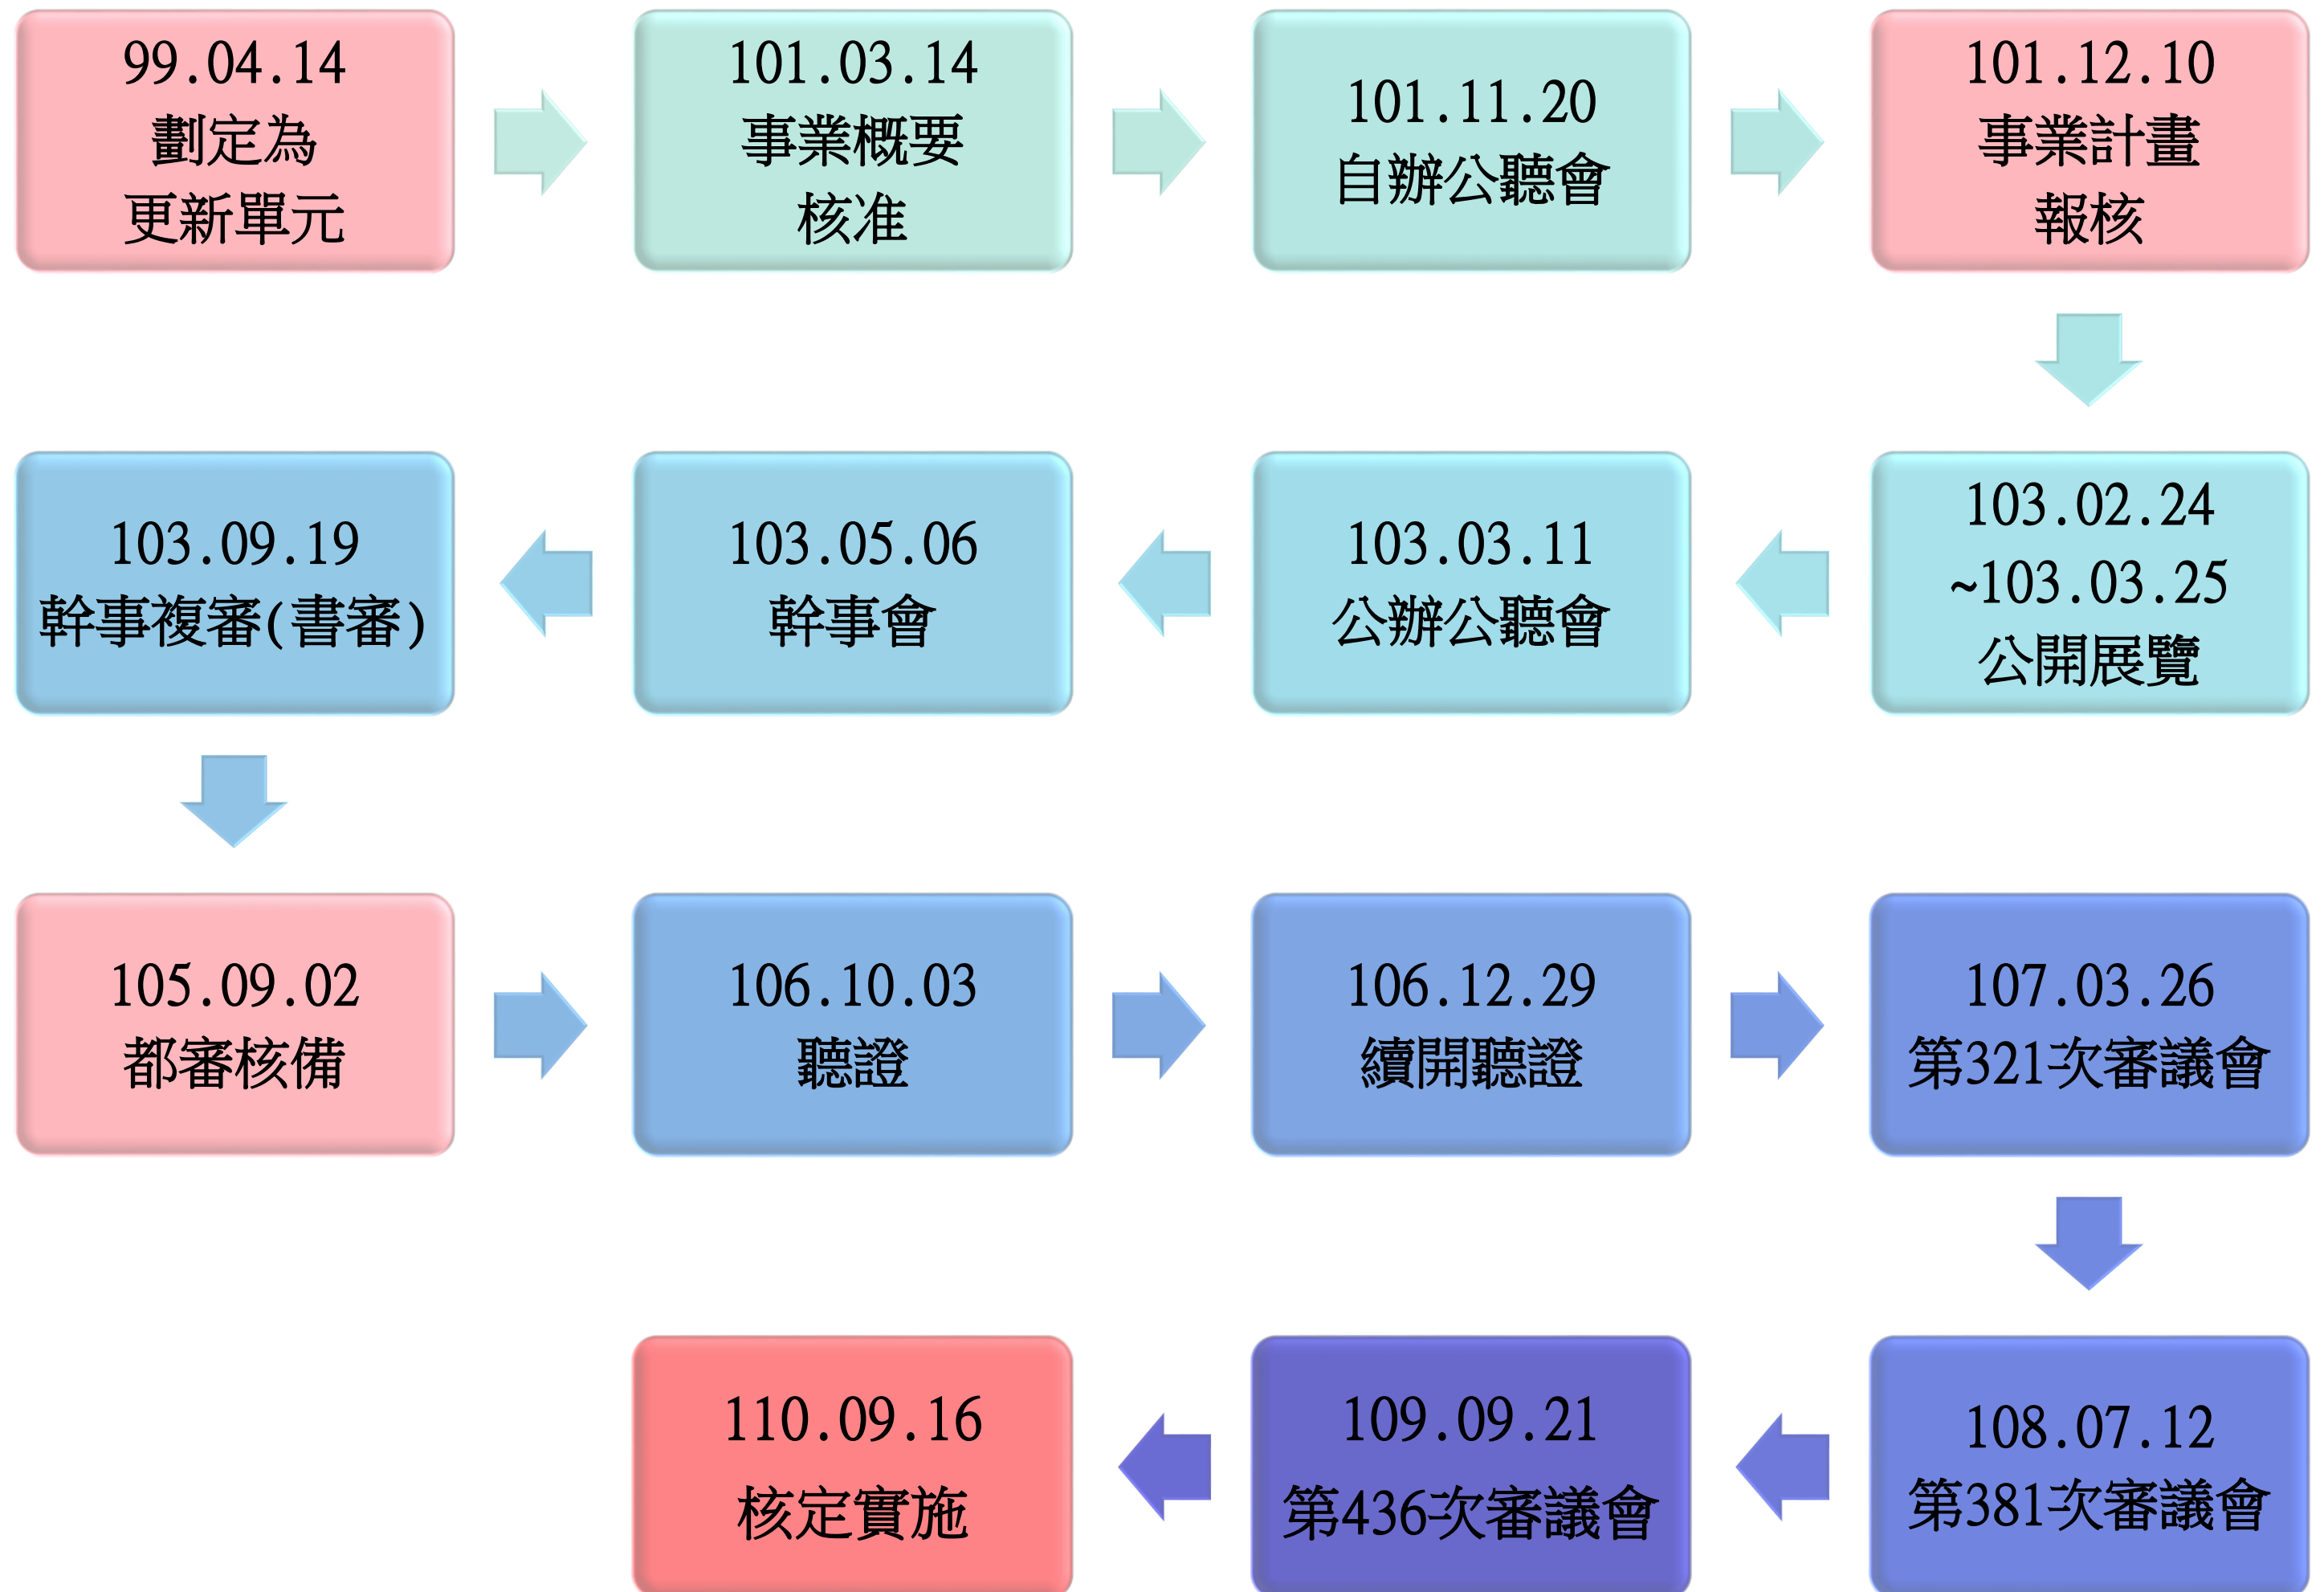 99.04.14
劃定為
更新單元
101.03.14
事業概要
核准
101.11.20
自辦公聽會
101.12.10
事業計畫
報核
103.02.24
~103.03.25
公開展覽
103.03.11
公辦公聽會
103.05.06
幹事會
103.09.19
幹事複審(書審)
105.09.02
都審核備
106.10.03
聽證
106.12.29
續開聽證
107.03.26
第321次審議會
108.07.12
第381次審議會
109.09.21
第436次審議會
110.09.16
核定實施